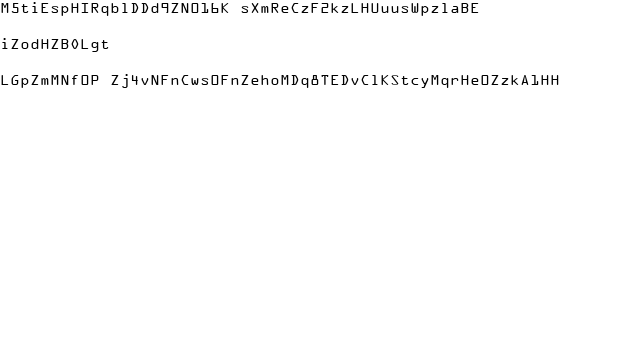 M5tiEspHIRqblDDd9ZNO16K sXmReCzF2kzLHUuusWpzlaBE
iZodHZB0Lgt
LGpZmMNfOP Zj4vNFnCwsOFnZehoMDq8TEDvClKStcyMqrHeOZzkA1HH